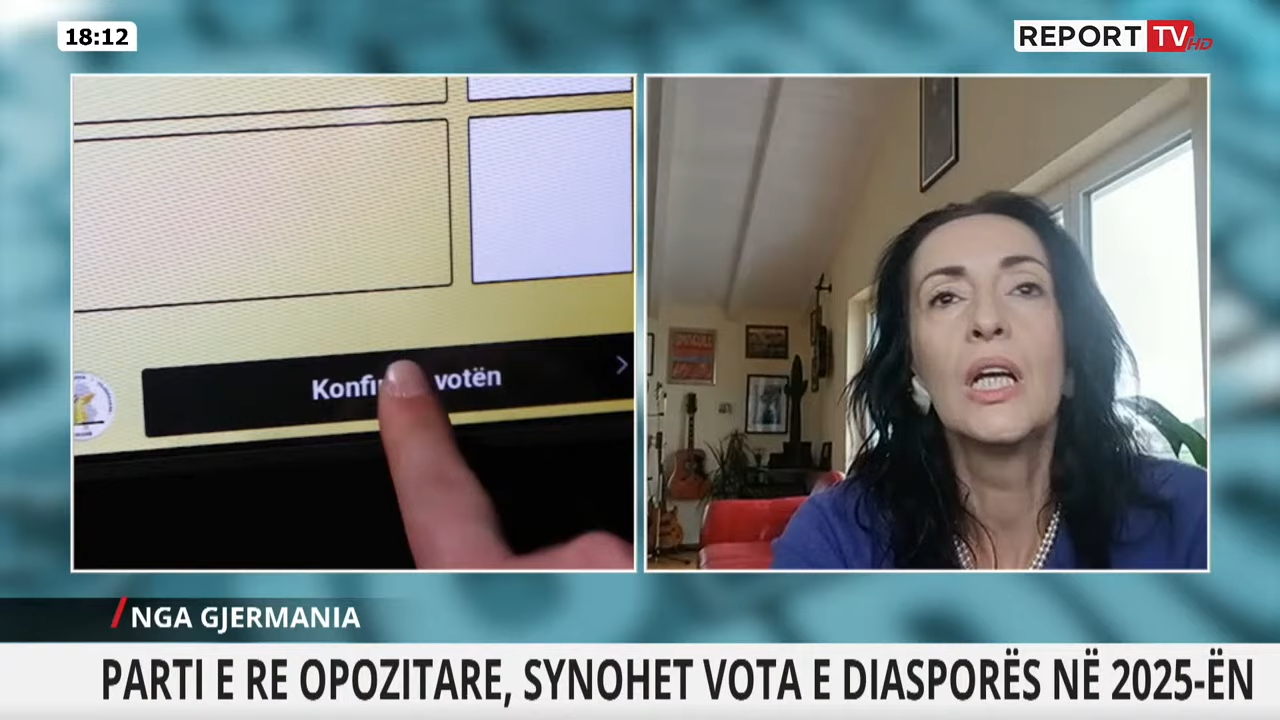 18:12
REPORT TV HD
votën
NGA GJERMANIA
PARTI E RE OPOZITARE, SYNOHET VOTA E DIASPORËS NË 2025-ËN